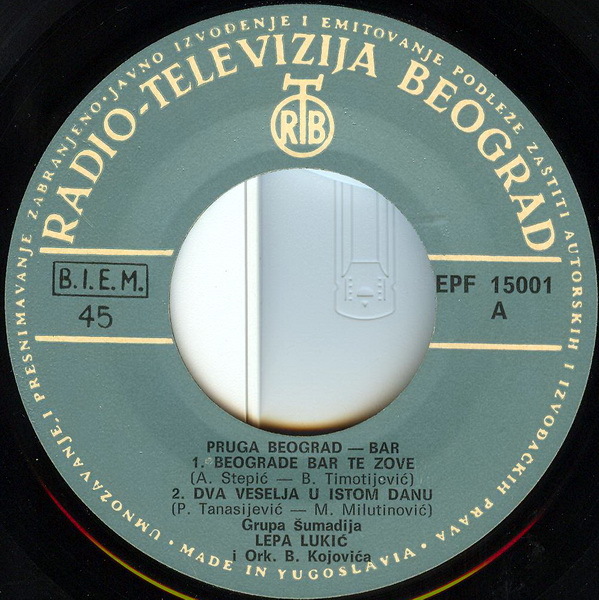 UMNOŽAVANJE, I PRESNIMAVANJE ZABRANJENO · JAVNO IZVOĐENJE I EMITOVANJE PODLEŽE ZAŠTITI AUTORSKIH I IZVOĐAČKIH PRAVA ·
RADIO-TELEVIZIJA BEOGRAD
RTB
B.I.E.M.
45
EPF 15001
A
PRUGA BEOGRAD — BAR
1. BEOGRADE BAR TE ZOVE
(A. Stepić — B. Timotijević)
2. DVA VESELJA U ISTOM DANU
(P. Tanasijević — M. Milutinović)
Grupa Šumadija
LEPA LUKIĆ
i Ork. B. Kojovića
MADE IN YUGOSLAVIA ·